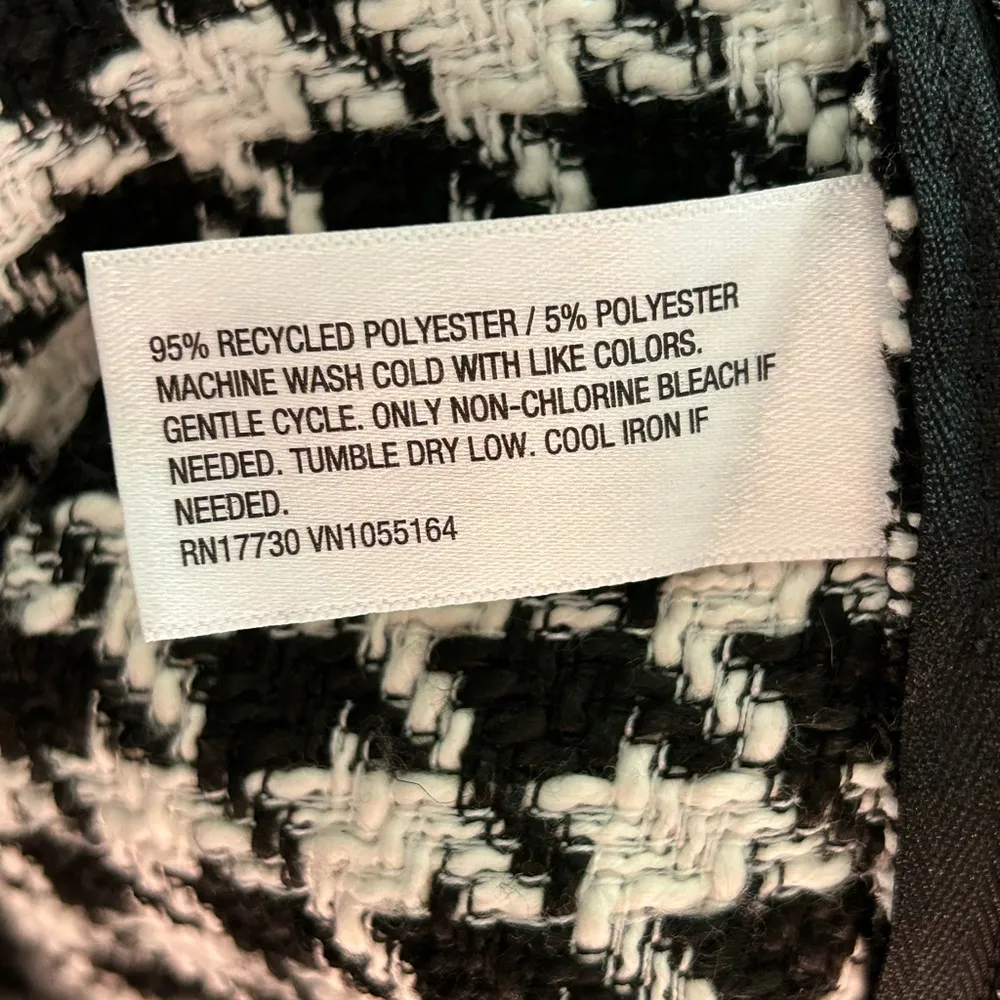 95% RECYCLED POLYESTER / 5% POLYESTER
MACHINE WASH COLD WITH LIKE COLORS.
GENTLE CYCLE. ONLY NON-CHLORINE BLEACH IF
NEEDED. TUMBLE DRY LOW. COOL IRON IF
NEEDED.
RN17730 VN1055164